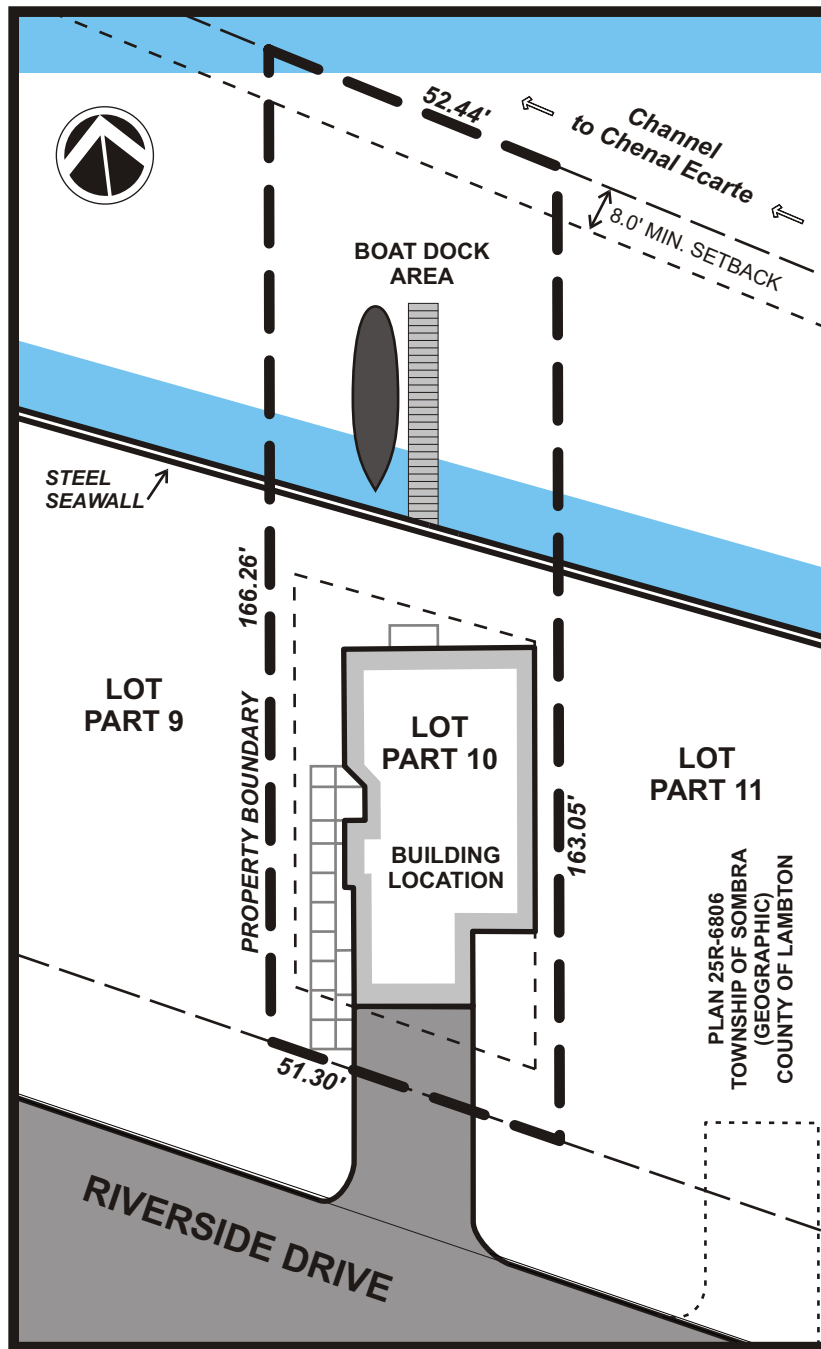 52.44'
Channel
to Chenal Ecarte
8.0' MIN. SETBACK
BOAT DOCK
AREA
STEEL
SEAWALL
166.26'
LOT
PART 9
LOT
PART 10
LOT
PART 11
PROPERTY BOUNDARY
163.05'
BUILDING
LOCATION
PLAN 25R-6806
TOWNSHIP OF SOMBRA
(GEOGRAPHIC)
COUNTY OF LAMBTON
51.30'
RIVERSIDE DRIVE